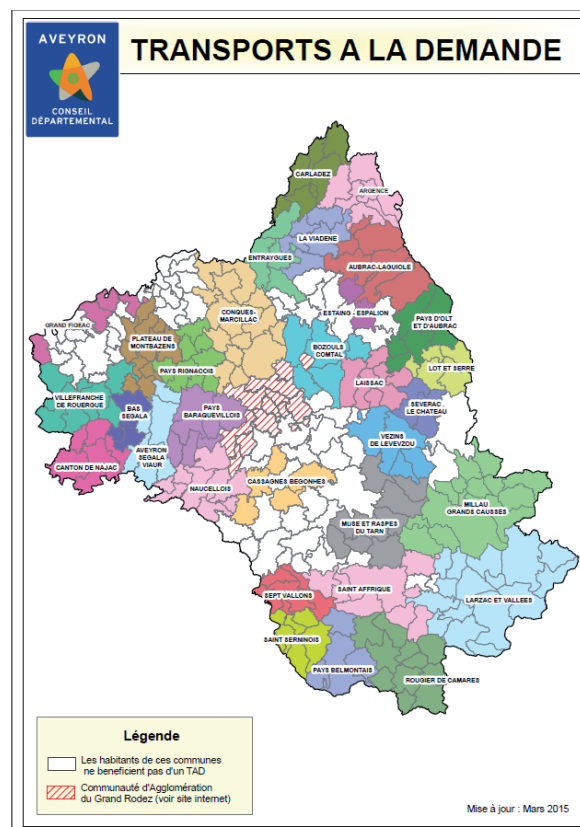 AVEYRON
CONSEIL
DÉPARTEMENTAL
TRANSPORTS A LA DEMANDE
CARLADEZ
ARGENCE
LA VIADENE
ENTRAYGUES
AUBRAC-LAGUIOLE
ESTAING - ESPALION
CONQUES-
MARCILLAC
PAYS D'OLT
ET D'AUBRAC
GRAND FIGEAC
PLATEAU DE
MONTBAZENS
BOZOULS
COMTAL
PAYS RIGNACOIS
LAISSAC
LOT ET SERRE
VILLEFRANCHE
DE ROUERGUE
BAS
SEGALA
PAYS
BARAQUEVILLOIS
SEVERAC
LE CHATEAU
VEZINS
DE LEVEVZOU
AVEYRON
SEGALA
VIAUR
CANTON DE NAJAC
NAUCELLOIS
CASSAGNES BEGONHES
MILLAU
GRANDS CAUSSES
MUSE ET RASPES
DU TARN
SEPT VALLONS
SAINT AFFRIQUE
LARZAC ET VALLEES
SAINT SERNINOIS
PAYS BELMONTAIS
ROUGIER DE CAMARES
Légende
Les habitants de ces communes
ne beneficient pas d'un TAD
Communauté d'Agglomération
du Grand Rodez (voir site internet)
Mise à jour : Mars 2015